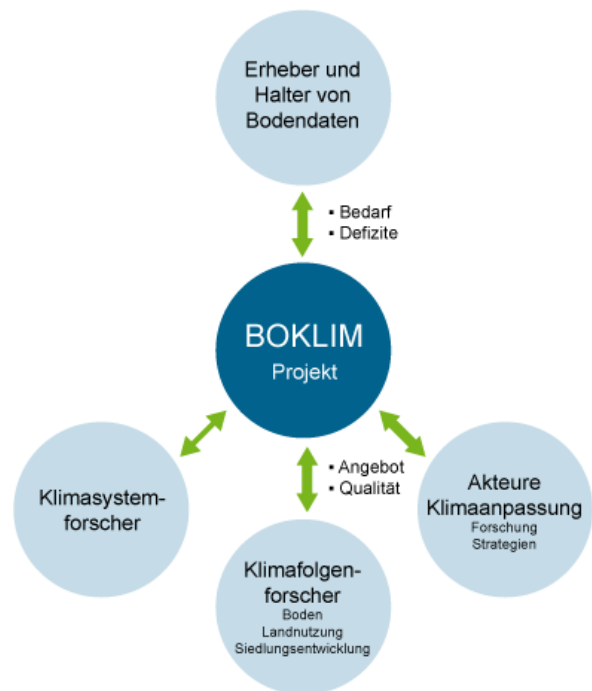 Erheber und
Halter von
Bodendaten
▪ Bedarf
▪ Defizite
BOKLIM
Projekt
▪ Angebot
▪ Qualität
Klimasystem-
forscher
Klimafolgen-
forscher
Boden
Landnutzung
Siedlungsentwicklung
Akteure
Klimaanpassung
Forschung
Strategien